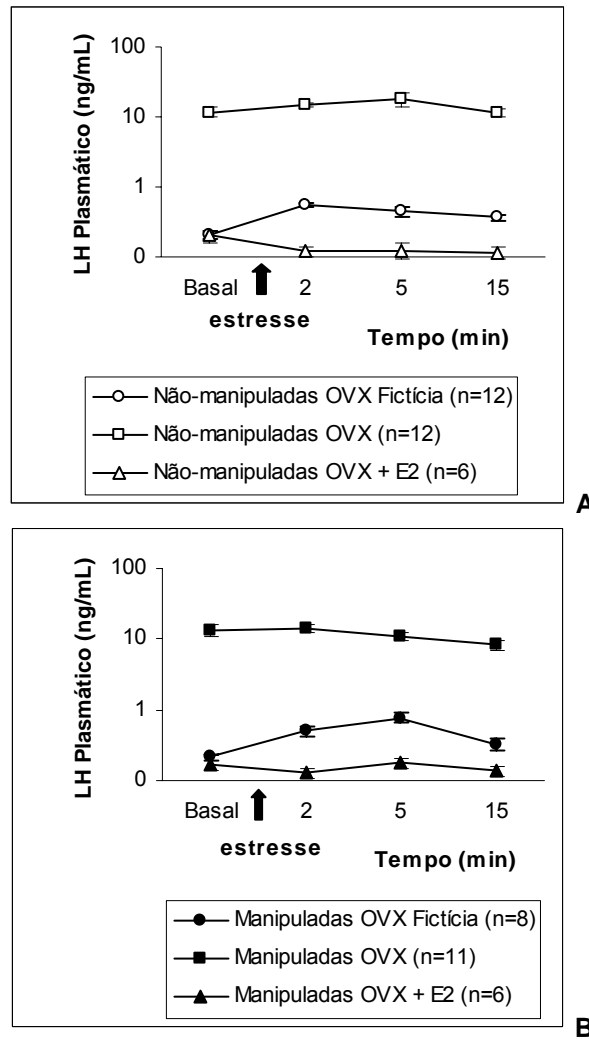 LH Plasmático (ng/mL)
100
10
1
0
Basal 2 5 15
estresse
Tempo (min)
Não-manipuladas OVX Fictícia (n=12)
Não-manipuladas OVX (n=12)
Não-manipuladas OVX + E2 (n=6)
A
LH Plasmático (ng/mL)
100
10
1
0
Basal 2 5 15
estresse
Tempo (min)
Manipuladas OVX Fictícia (n=8)
Manipuladas OVX (n=11)
Manipuladas OVX + E2 (n=6)
B